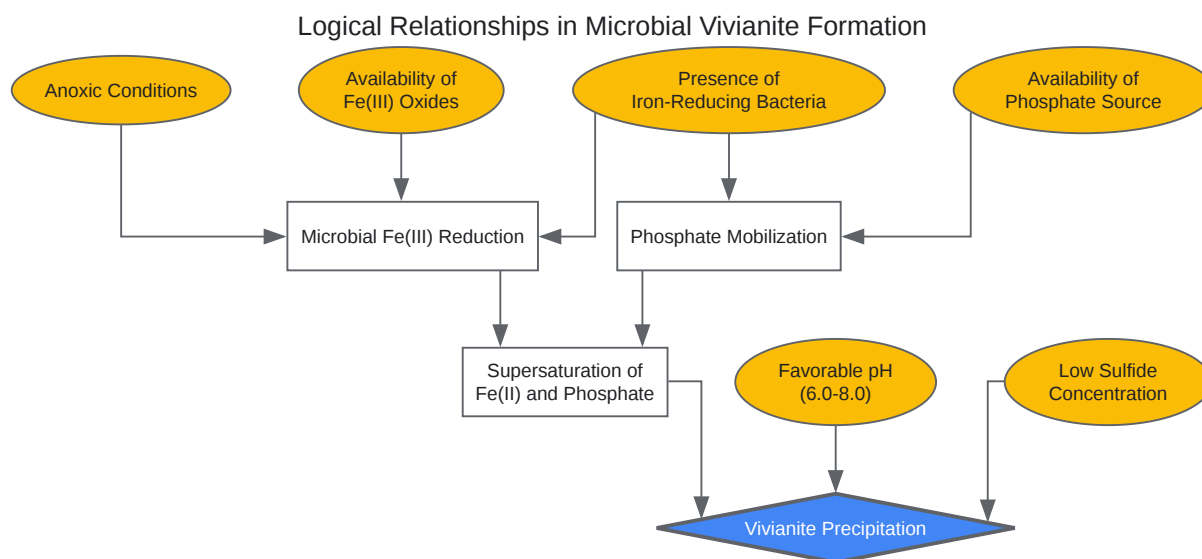 Logical Relationships in Microbial Vivianite Formation
Anoxic Conditions
Availability of
Fe(III) Oxides
Presence of
Iron-Reducing Bacteria
Availability of
Phosphate Source
Microbial Fe(III) Reduction
Phosphate Mobilization
Supersaturation of
Fe(II) and Phosphate
Favorable pH
(6.0-8.0)
Low Sulfide
Concentration
Vivianite Precipitation